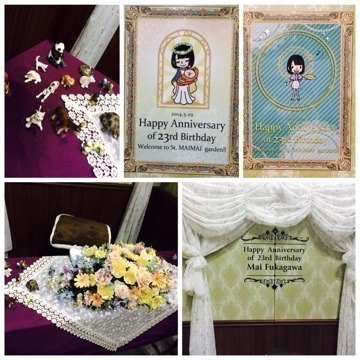 2014.3.29
Happy Anniversary
of 23rd Birthday
Welcome to St. MAIMAI garden!!
Happy Anniversary
of 23rd Birthday
Happy Anniversary
of 23rd Birthday
Mai Fukagawa